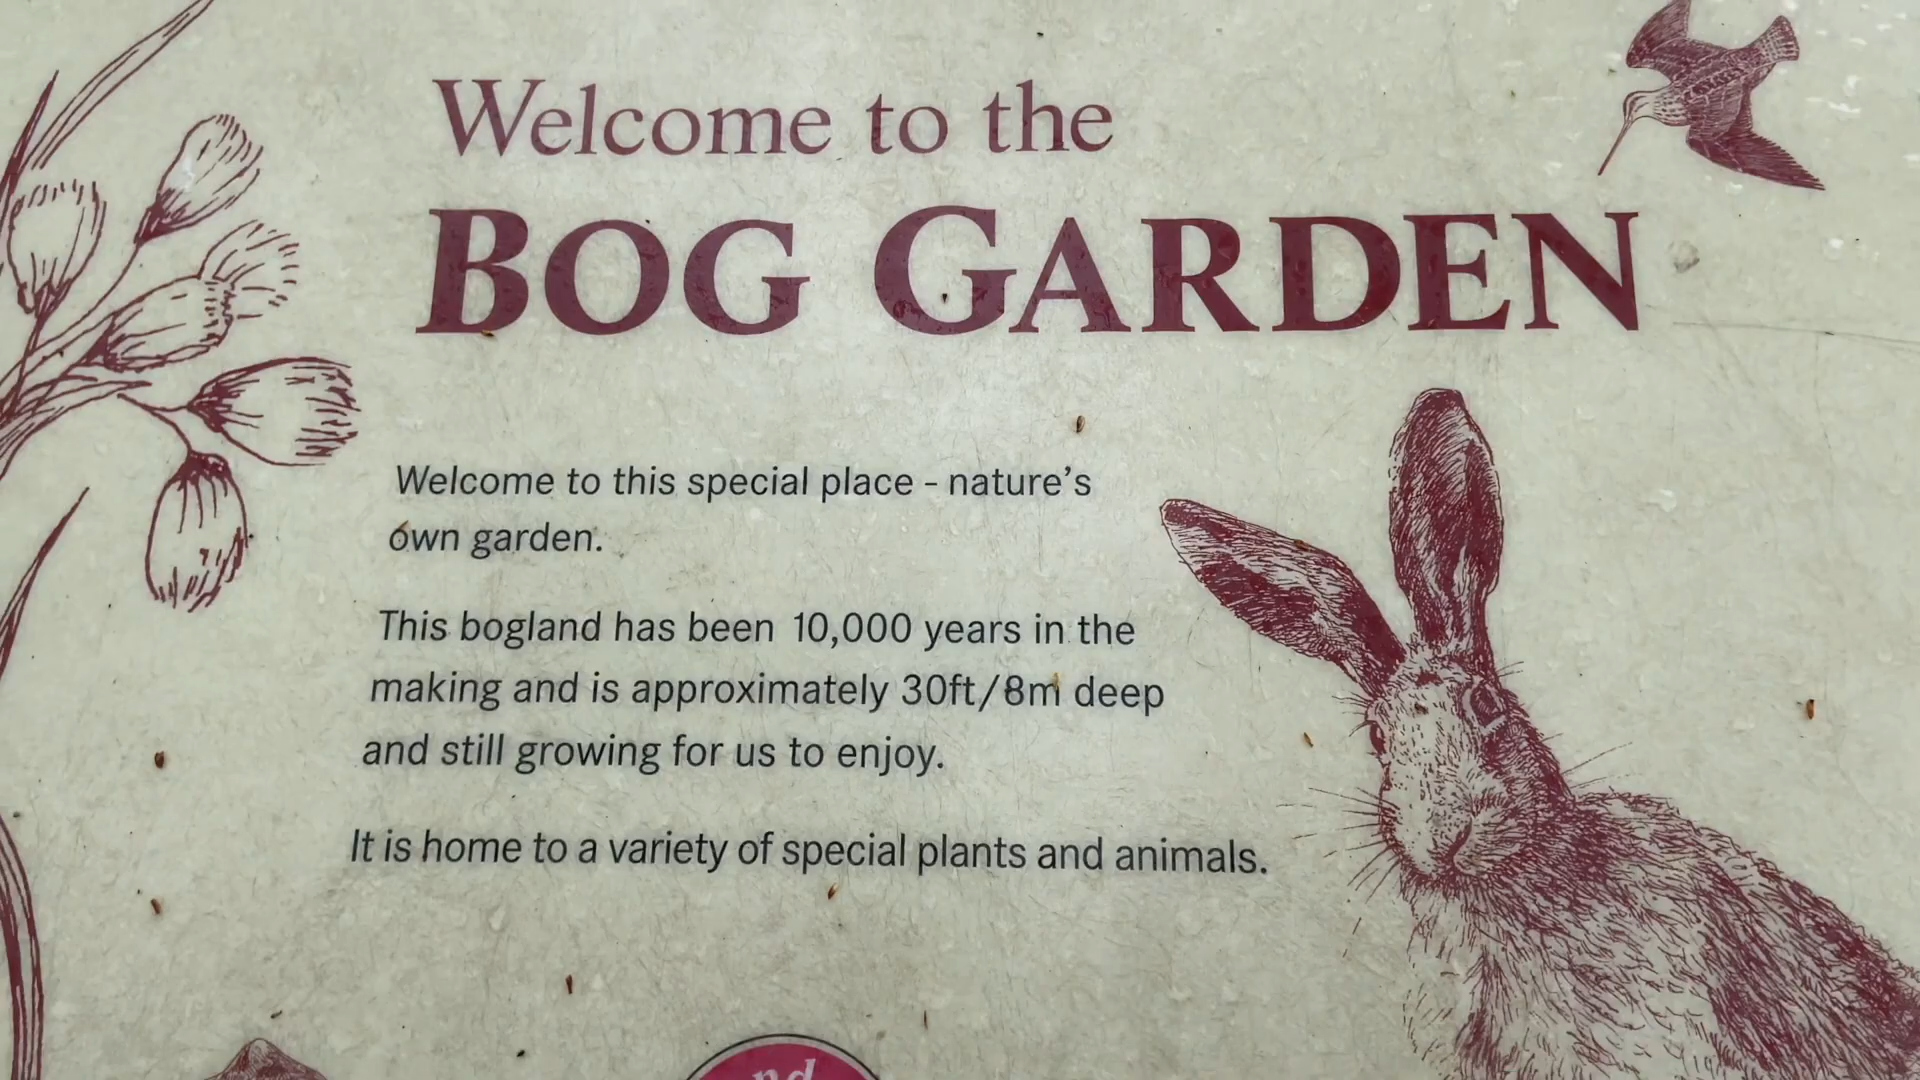 Welcome to the
BOG GARDEN
Welcome to this special place - nature's
own garden.
This bogland has been 10,000 years in the
making and is approximately 30ft/8m deep
and still growing for us to enjoy.
It is home to a variety of special plants and animals.